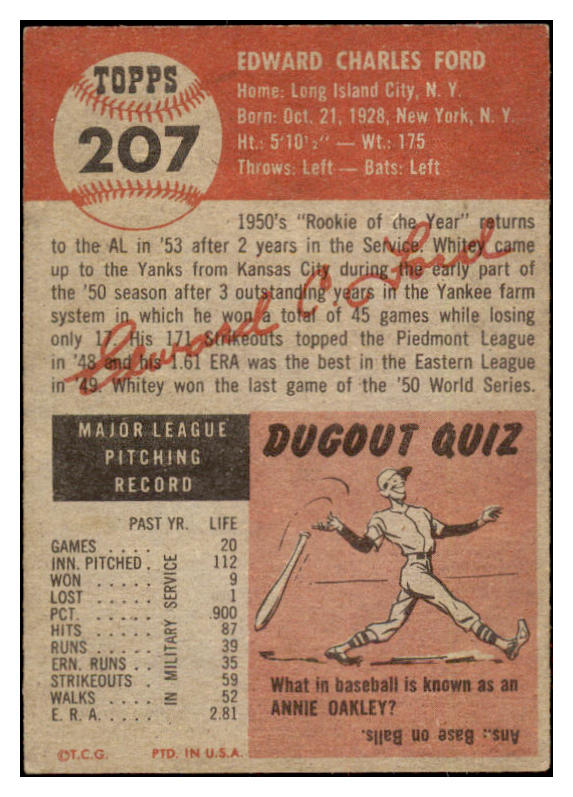 TOPPS
207
EDWARD CHARLES FORD
Home: Long Island City, N. Y.
Born: Oct. 21, 1928, New York, N. Y.
Ht.: 5'10½" — Wt.: 175
Throws: Left — Bats: Left
1950's "Rookie of the Year" returns
to the AL in '53 after 2 years in the Service. Whitey came
up to the Yanks from Kansas City during the early part of
the '50 season after 3 outstanding years in the Yankee farm
system in which he won a total of 45 games while losing
only 17. His 171 strikeouts topped the Piedmont League
in '48 and his 1.61 ERA was the best in the Eastern League
in '49. Whitey won the last game of the '50 World Series.
Edward C. Ford
MAJOR LEAGUE
PITCHING
RECORD
PAST YR. LIFE
GAMES . . . . . 20
INN. PITCHED . 112
WON . . . . . 9
LOST . . . . . 1
PCT. . . . . . .900
HITS . . . . . 87
RUNS . . . . . 39
ERN. RUNS . . 35
STRIKEOUTS . . 59
WALKS . . . . 52
E. R. A. . . . . 2.81
IN MILITARY SERVICE
DUGOUT QUIZ
What in baseball is known as an
ANNIE OAKLEY?
Ans.: Base on Balls.
©T.C.G. PTD. IN U.S.A.